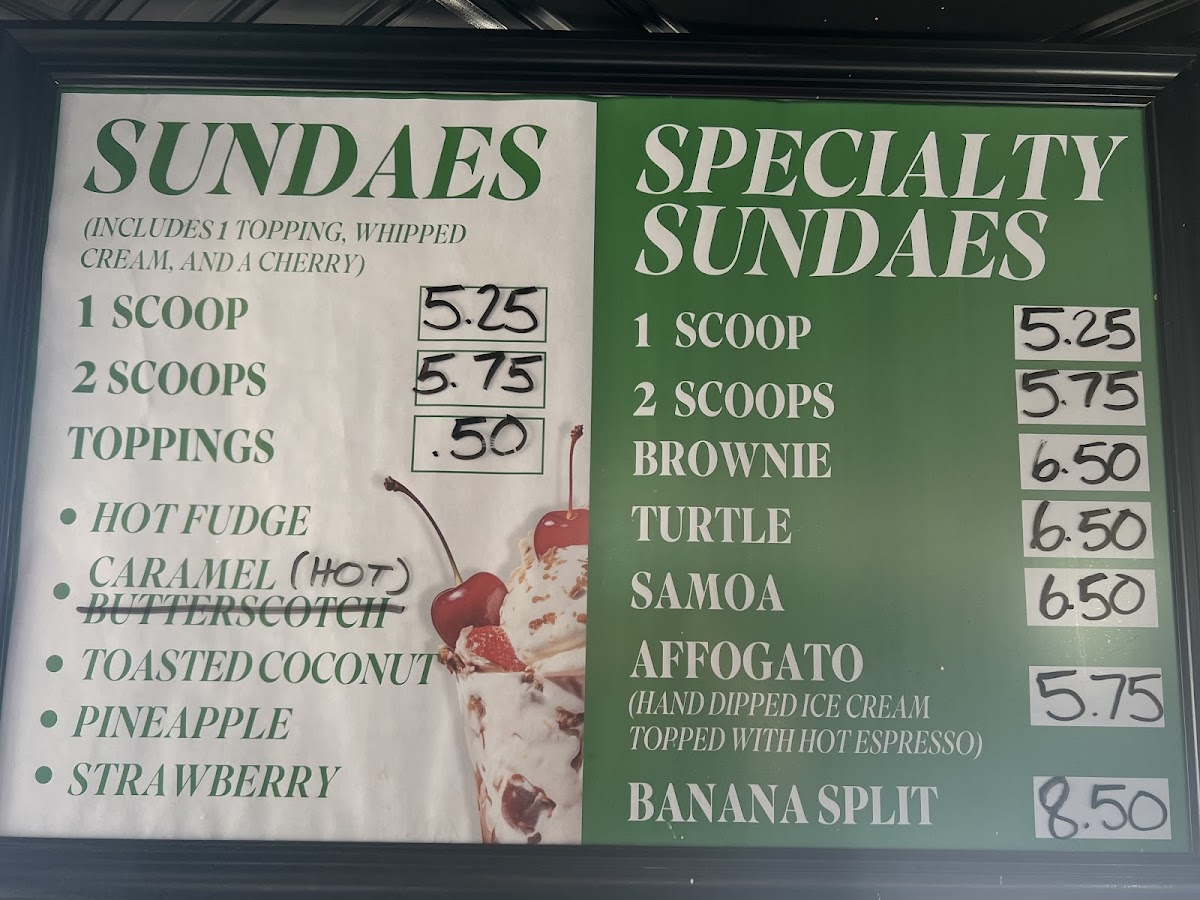 SUNDAES
(INCLUDES 1 TOPPING, WHIPPED
CREAM, AND A CHERRY)
1 SCOOP 5.25
2 SCOOPS 5.75
TOPPINGS .50
• HOT FUDGE
• CARAMEL (HOT)
BUTTERSCOTCH
• TOASTED COCONUT
• PINEAPPLE
• STRAWBERRY
SPECIALTY
SUNDAES
1 SCOOP 5.25
2 SCOOPS 5.75
BROWNIE 6.50
TURTLE 6.50
SAMOA 6.50
AFFOGATO 5.75
(HAND DIPPED ICE CREAM
TOPPED WITH HOT ESPRESSO)
BANANA SPLIT 8.50